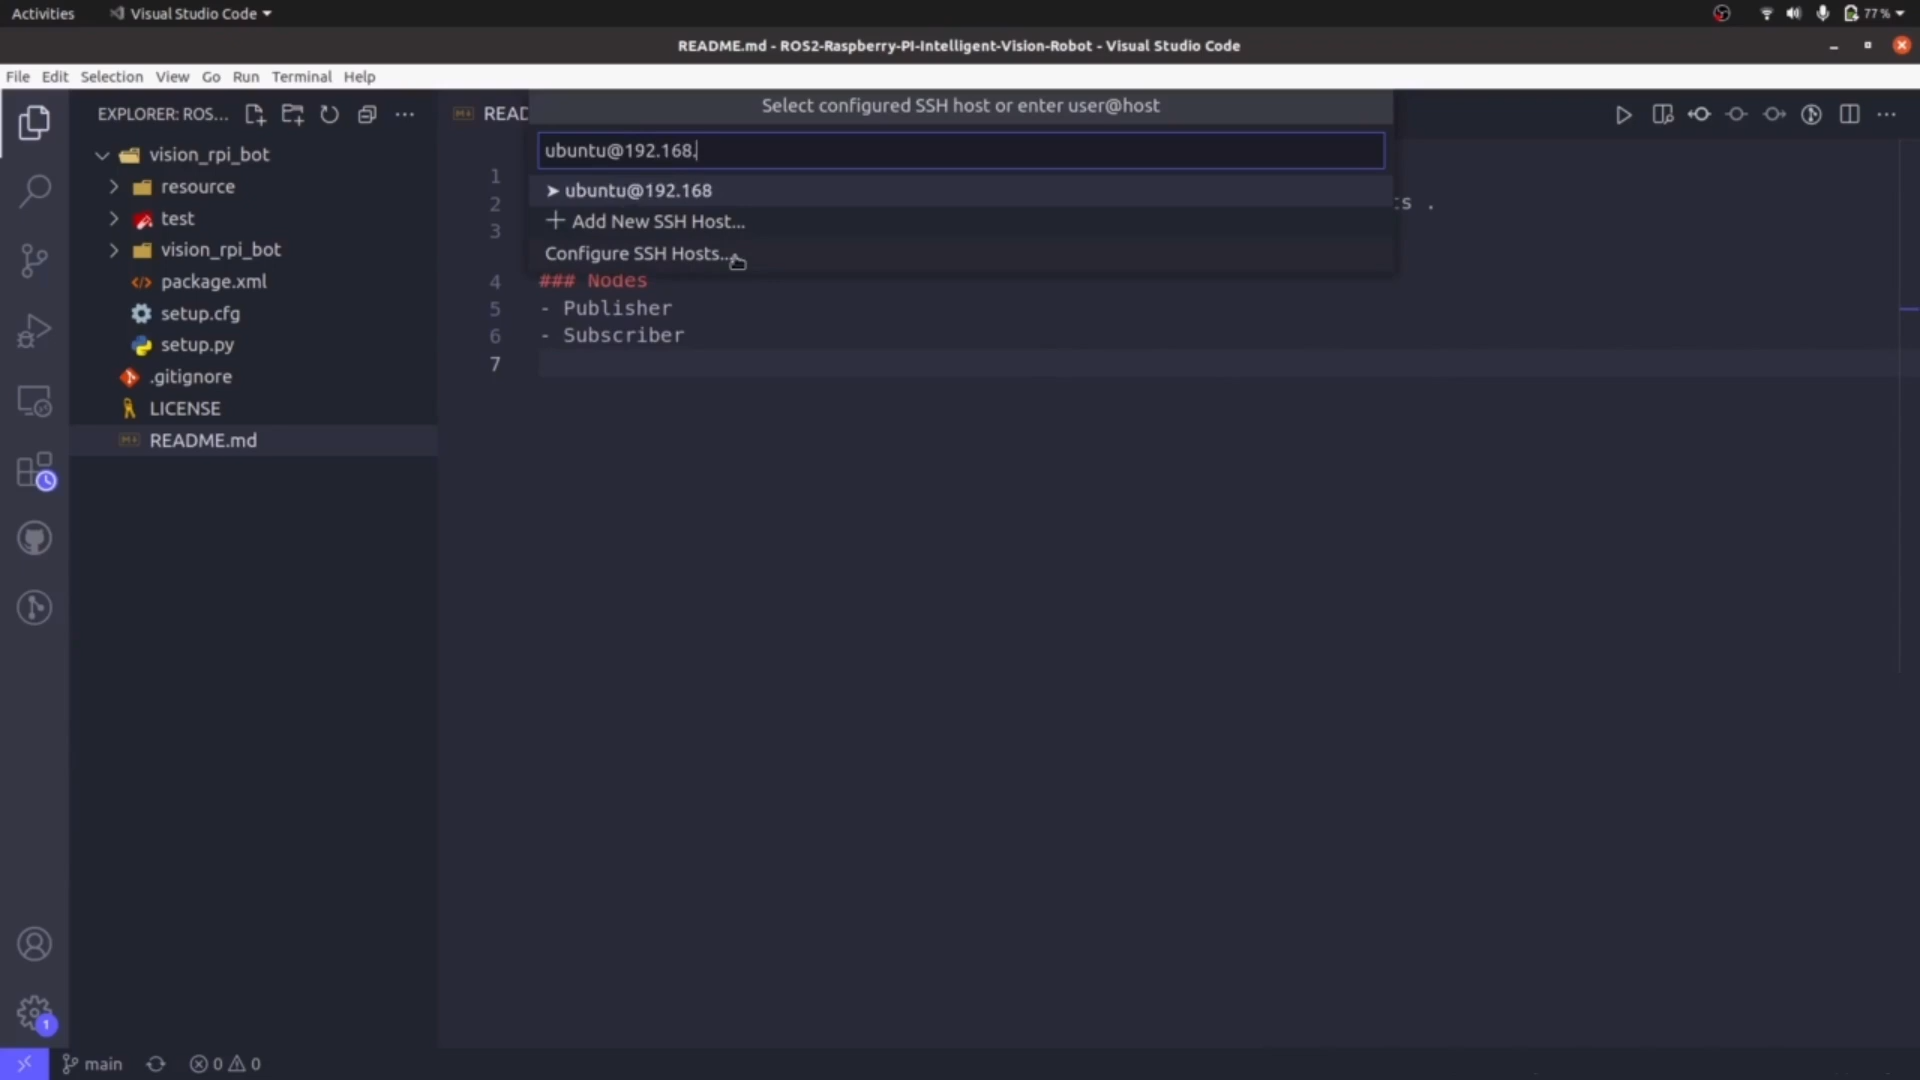 Activities
Visual Studio Code
77 %
README.md - ROS2-Raspberry-PI-Intelligent-Vision-Robot - Visual Studio Code
File Edit Selection View Go Run Terminal Help
EXPLORER: ROS...
READ
Select configured SSH host or enter user@host
ubuntu@192.168.
ubuntu@192.168
+ Add New SSH Host...
Configure SSH Hosts...
vision_rpi_bot
resource
test
vision_rpi_bot
package.xml
setup.cfg
setup.py
.gitignore
LICENSE
README.md
1
2 ts .
3
4 ### Nodes
5 - Publisher
6 - Subscriber
7
1
main
0 0